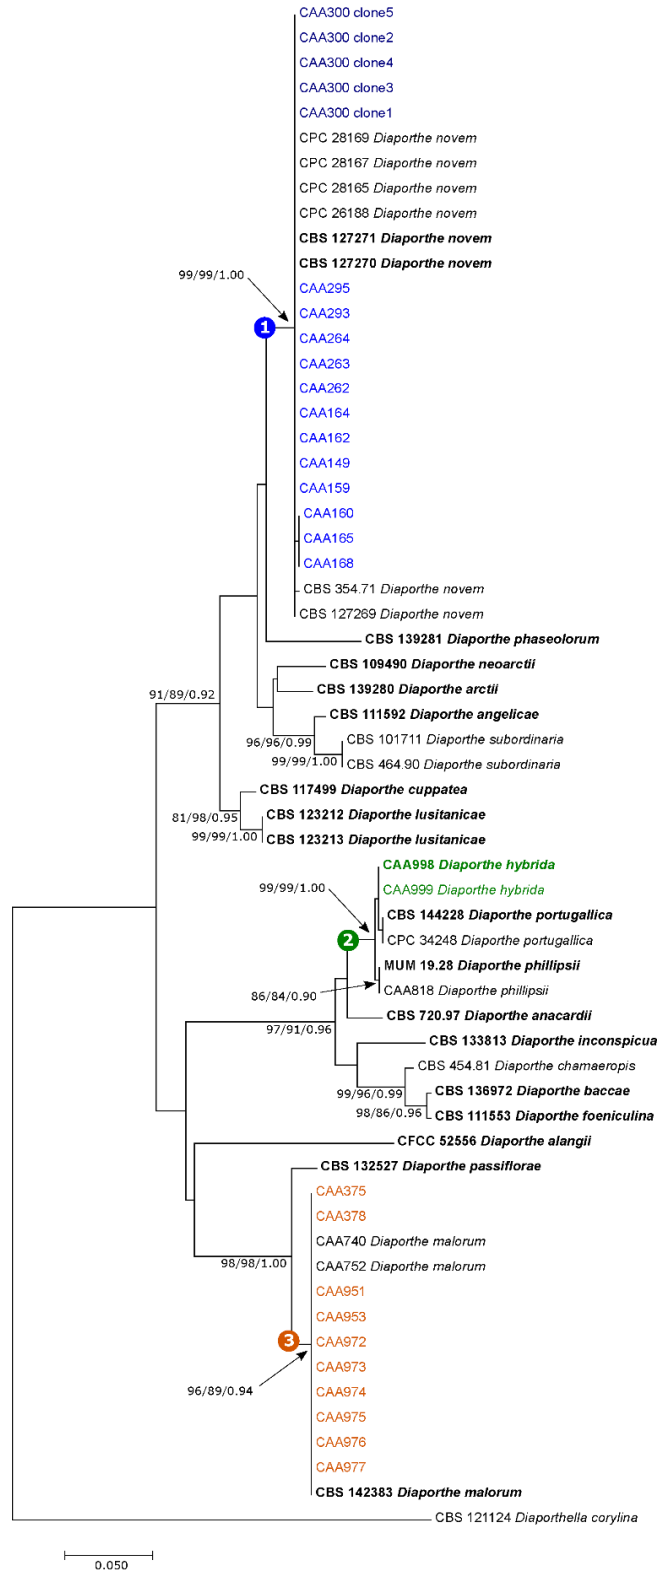 CAA300 clone5
CAA300 clone2
CAA300 clone4
CAA300 clone3
CAA300 clone1
CPC 28169 Diaporthe novem
CPC 28167 Diaporthe novem
CPC 28165 Diaporthe novem
CPC 26188 Diaporthe novem
CBS 127271 Diaporthe novem
CBS 127270 Diaporthe novem
99/99/1.00
CAA295
CAA293
1
CAA264
CAA263
CAA262
CAA164
CAA162
CAA149
CAA159
CAA160
CAA165
CAA168
CBS 354.71 Diaporthe novem
CBS 127269 Diaporthe novem
CBS 139281 Diaporthe phaseolorum
CBS 109490 Diaporthe neoarctii
91/89/0.92
CBS 139280 Diaporthe arctii
CBS 111592 Diaporthe angelicae
96/96/0.99
CBS 101711 Diaporthe subordinaria
99/99/1.00
CBS 464.90 Diaporthe subordinaria
CBS 117499 Diaporthe cuppatea
81/98/0.95
CBS 123212 Diaporthe lusitanicae
99/99/1.00
CBS 123213 Diaporthe lusitanicae
CAA998 Diaporthe hybrida
99/99/1.00
CAA999 Diaporthe hybrida
CBS 144228 Diaporthe portugallica
2
CPC 34248 Diaporthe portugallica
MUM 19.28 Diaporthe phillipsii
86/84/0.90
CAA818 Diaporthe phillipsii
CBS 720.97 Diaporthe anacardii
97/91/0.96
CBS 133813 Diaporthe inconspicua
CBS 454.81 Diaporthe chamaeropis
99/96/0.99
CBS 136972 Diaporthe baccae
98/86/0.96
CBS 111553 Diaporthe foeniculina
CFCC 52556 Diaporthe alangii
CBS 132527 Diaporthe passiflorae
CAA375
CAA378
CAA740 Diaporthe malorum
98/98/1.00
CAA752 Diaporthe malorum
CAA951
CAA953
3
CAA972
CAA973
96/89/0.94
CAA974
CAA975
CAA976
CAA977
CBS 142383 Diaporthe malorum
CBS 121124 Diaporthella corylina
0.050